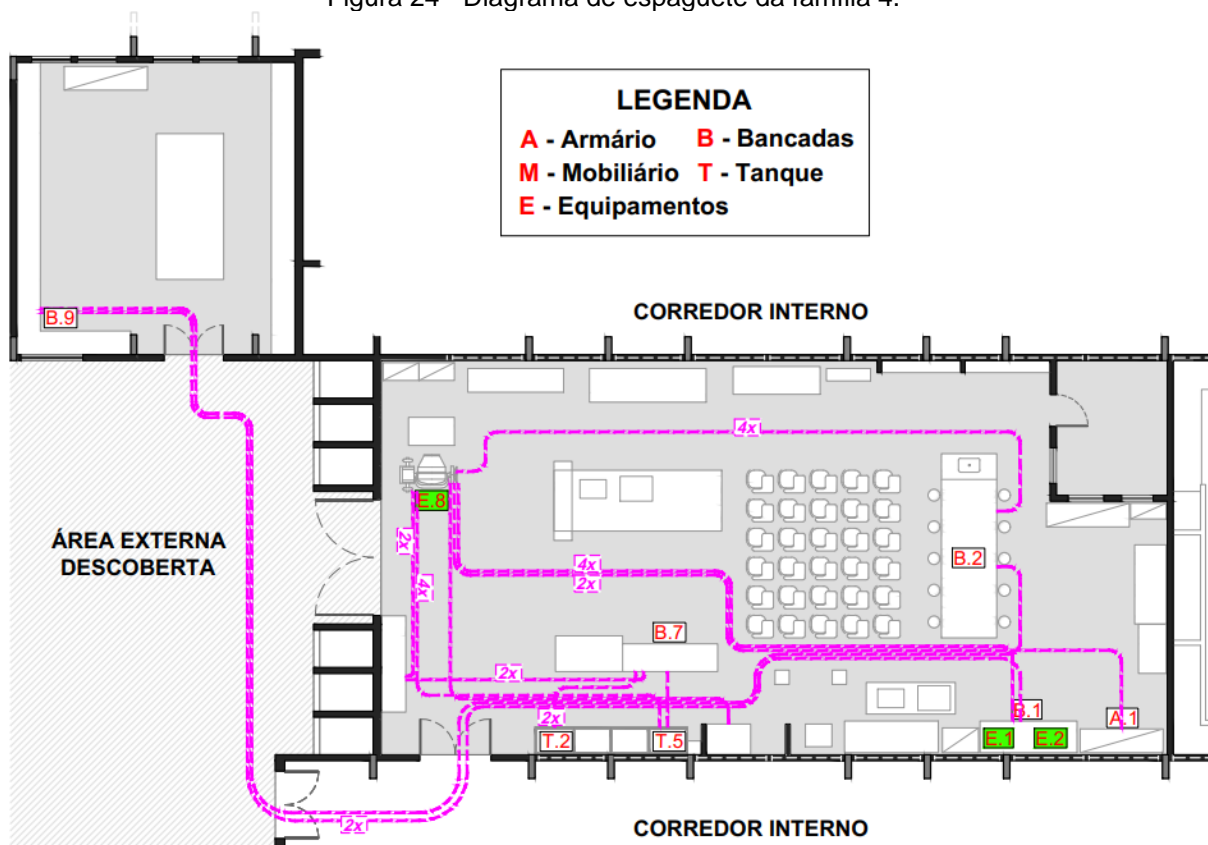 Figura 24 - Diagrama de espaguete da família 4.
LEGENDA
A - Armário B - Bancadas
M - Mobiliário T - Tanque
E - Equipamentos
B.9
CORREDOR INTERNO
4x
E.8
2x
ÁREA EXTERNA
DESCOBERTA
4x
4x
2x
B.2
B.7
2x
2x
B.1
A.1
T.2
T.5
E.1
E.2
2x
CORREDOR INTERNO